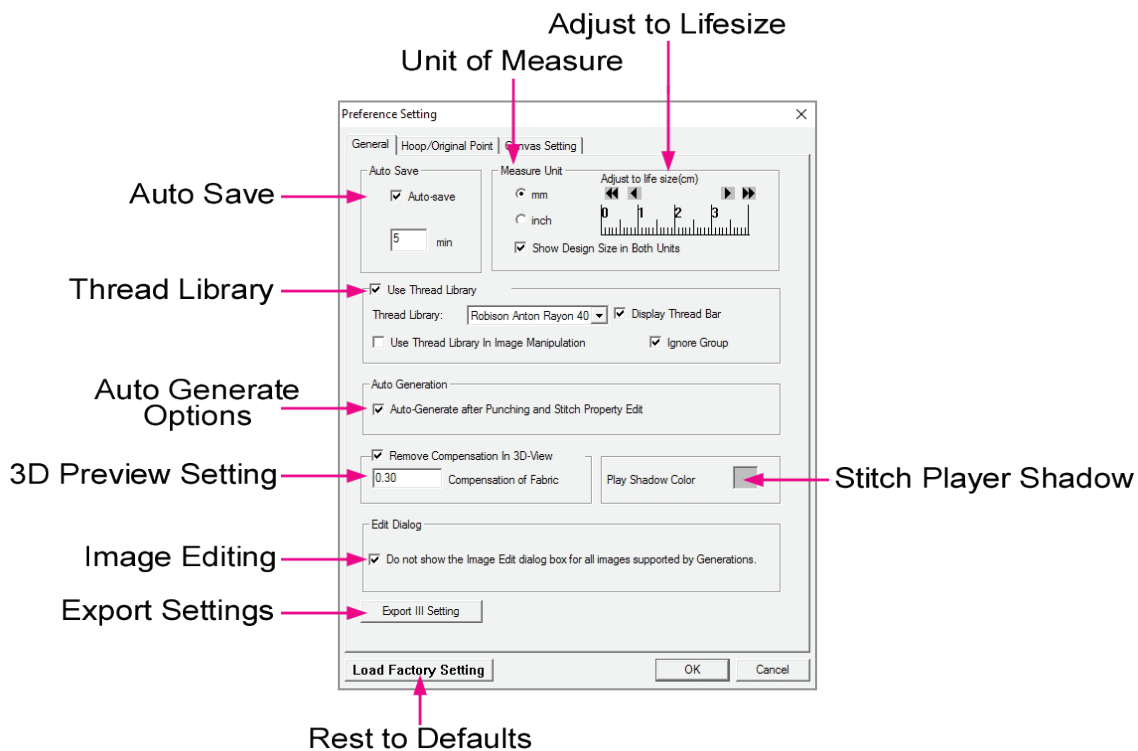 Adjust to Lifesize
Unit of Measure
Preference Setting
General Hoop/Original Point Canvas Setting
Auto Save
Auto Save
Auto-save
5 min
Measure Unit
mm
inch
Adjust to life size(cm)
0 1 2 3
Show Design Size in Both Units
Thread Library
Use Thread Library
Thread Library: Robison Anton Rayon 40 Display Thread Bar
Use Thread Library In Image Manipulation Ignore Group
Auto Generate
Options
Auto Generation
Auto-Generate after Punching and Stitch Property Edit
3D Preview Setting
Remove Compensation In 3D-View
0.30 Compensation of Fabric
Play Shadow Color
Stitch Player Shadow
Edit Dialog
Image Editing
Do not show the Image Edit dialog box for all images supported by Generations.
Export Settings
Export III Setting
Load Factory Setting OK Cancel
Rest to Defaults